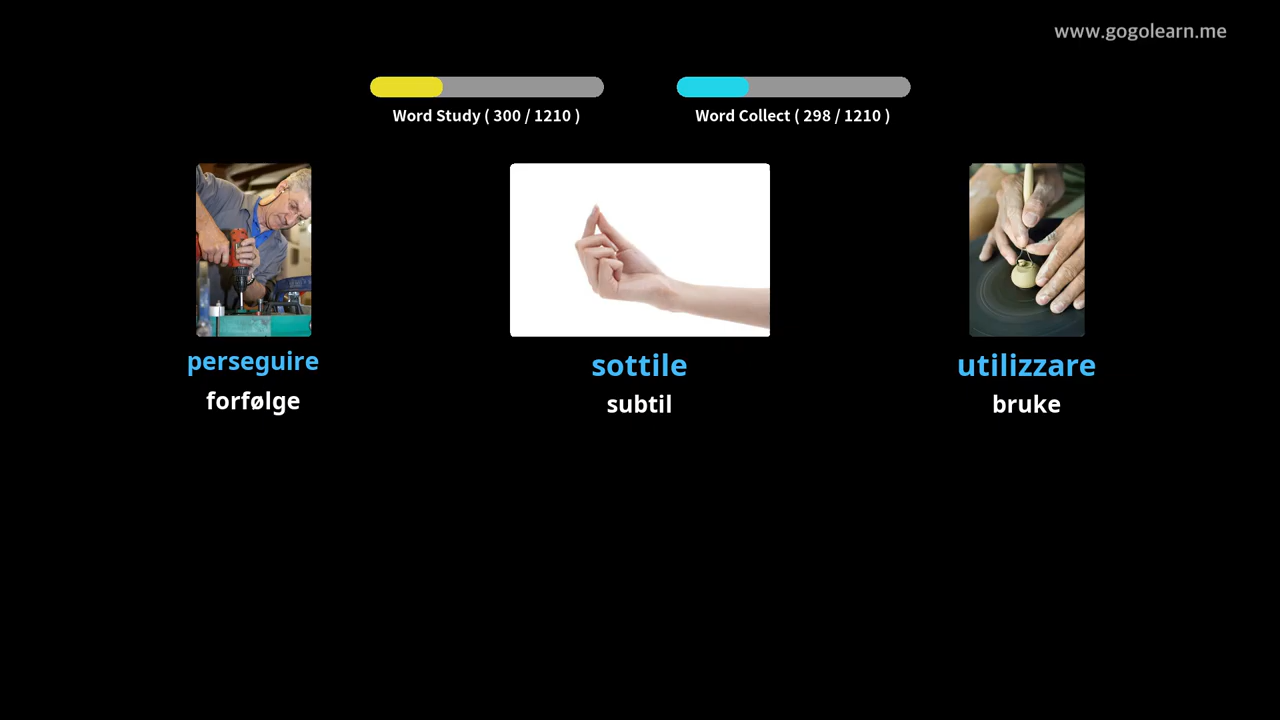 www.gogolearn.me
Word Study ( 300 / 1210 )
Word Collect ( 298 / 1210 )
perseguire
forfølge
sottile
subtil
utilizzare
bruke